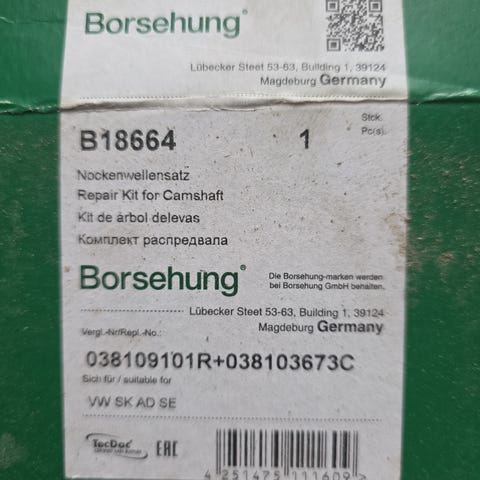 Borsehung®
Lübecker Steet 53-63, Building 1, 39124
Magdeburg Germany
B18664 1 Stck.
Pc(s).
Nockenwellensatz
Repair Kit for Camshaft
Kit de árbol delevas
Комплект распредвала
Borsehung® Die Borsehung-marken werden
bei Borsehung GmbH behalten.
Lübecker Steet 53-63, Building 1, 39124
Magdeburg Germany
Vergl.-Nr/Repl.-No.:
038109101R+038103673C
Sich für / suitable for
VW SK AD SE
TecDoc EAC
4 251475 111609 >